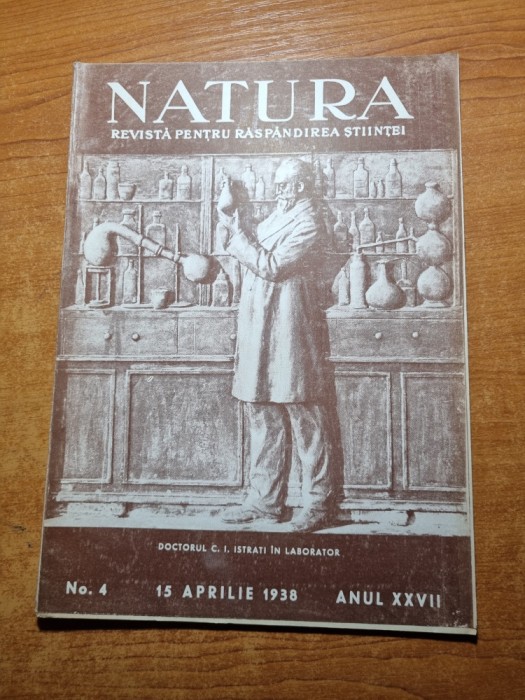 NATURA
REVISTĂ PENTRU RĂSPÂNDIREA ȘTIINȚEI
DOCTORUL C. I. ISTRATI ÎN LABORATOR
No. 4 15 APRILIE 1938 ANUL XXVII